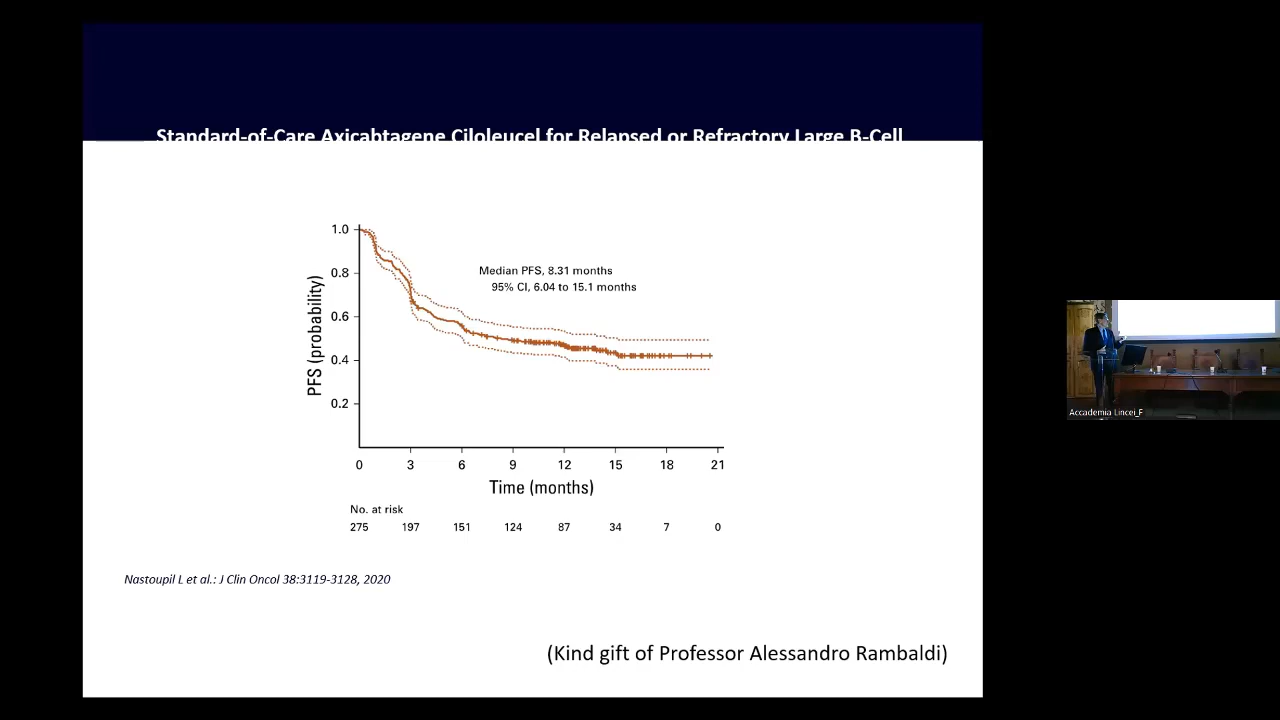 Standard-of-Care Axicabtagene Ciloleucel for Relapsed or Refractory Large B-Cell
1.0
0.8
0.6
0.4
0.2
PFS (probability)
Median PFS, 8.31 months
95% CI, 6.04 to 15.1 months
0 3 6 9 12 15 18 21
Time (months)
No. at risk
275 197 151 124 87 34 7 0
Nastoupil L et al.: J Clin Oncol 38:3119-3128, 2020
(Kind gift of Professor Alessandro Rambaldi)
Accademia Lincei_F